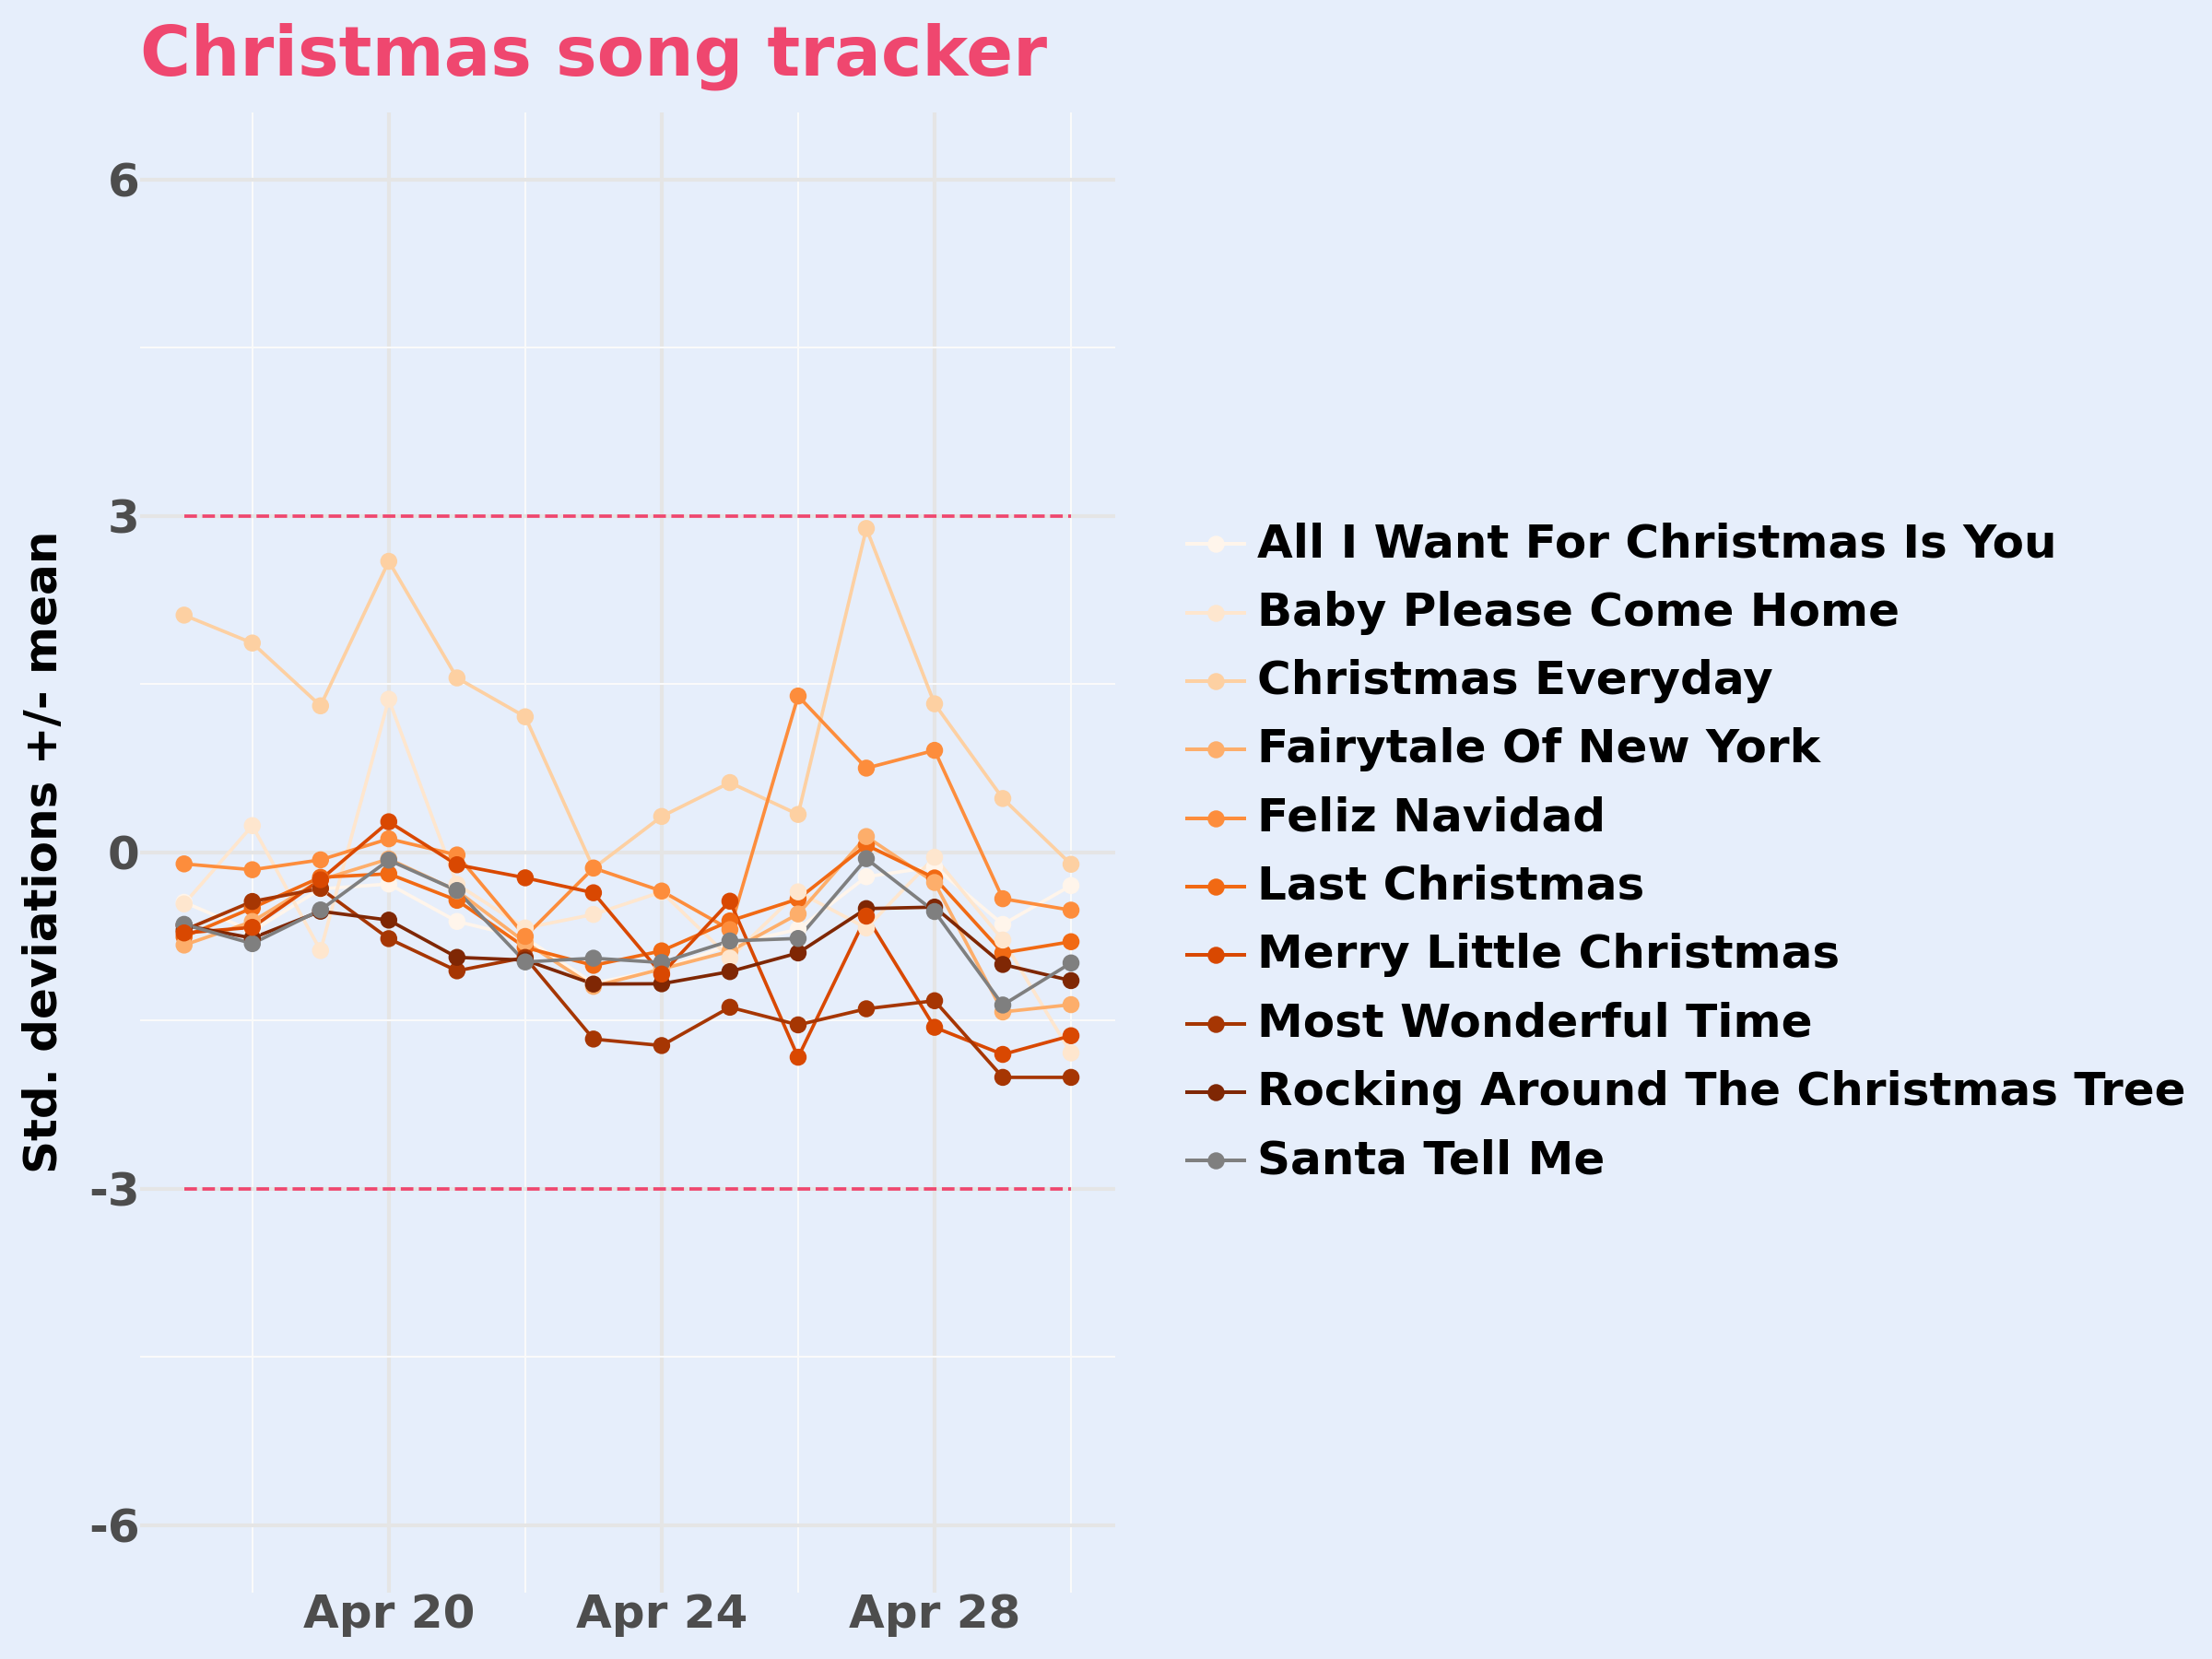 Christmas song tracker
Std. deviations +/- mean
6
3
0
-3
-6
Apr 20
Apr 24
Apr 28
All I Want For Christmas Is You
Baby Please Come Home
Christmas Everyday
Fairytale Of New York
Feliz Navidad
Last Christmas
Merry Little Christmas
Most Wonderful Time
Rocking Around The Christmas Tree
Santa Tell Me